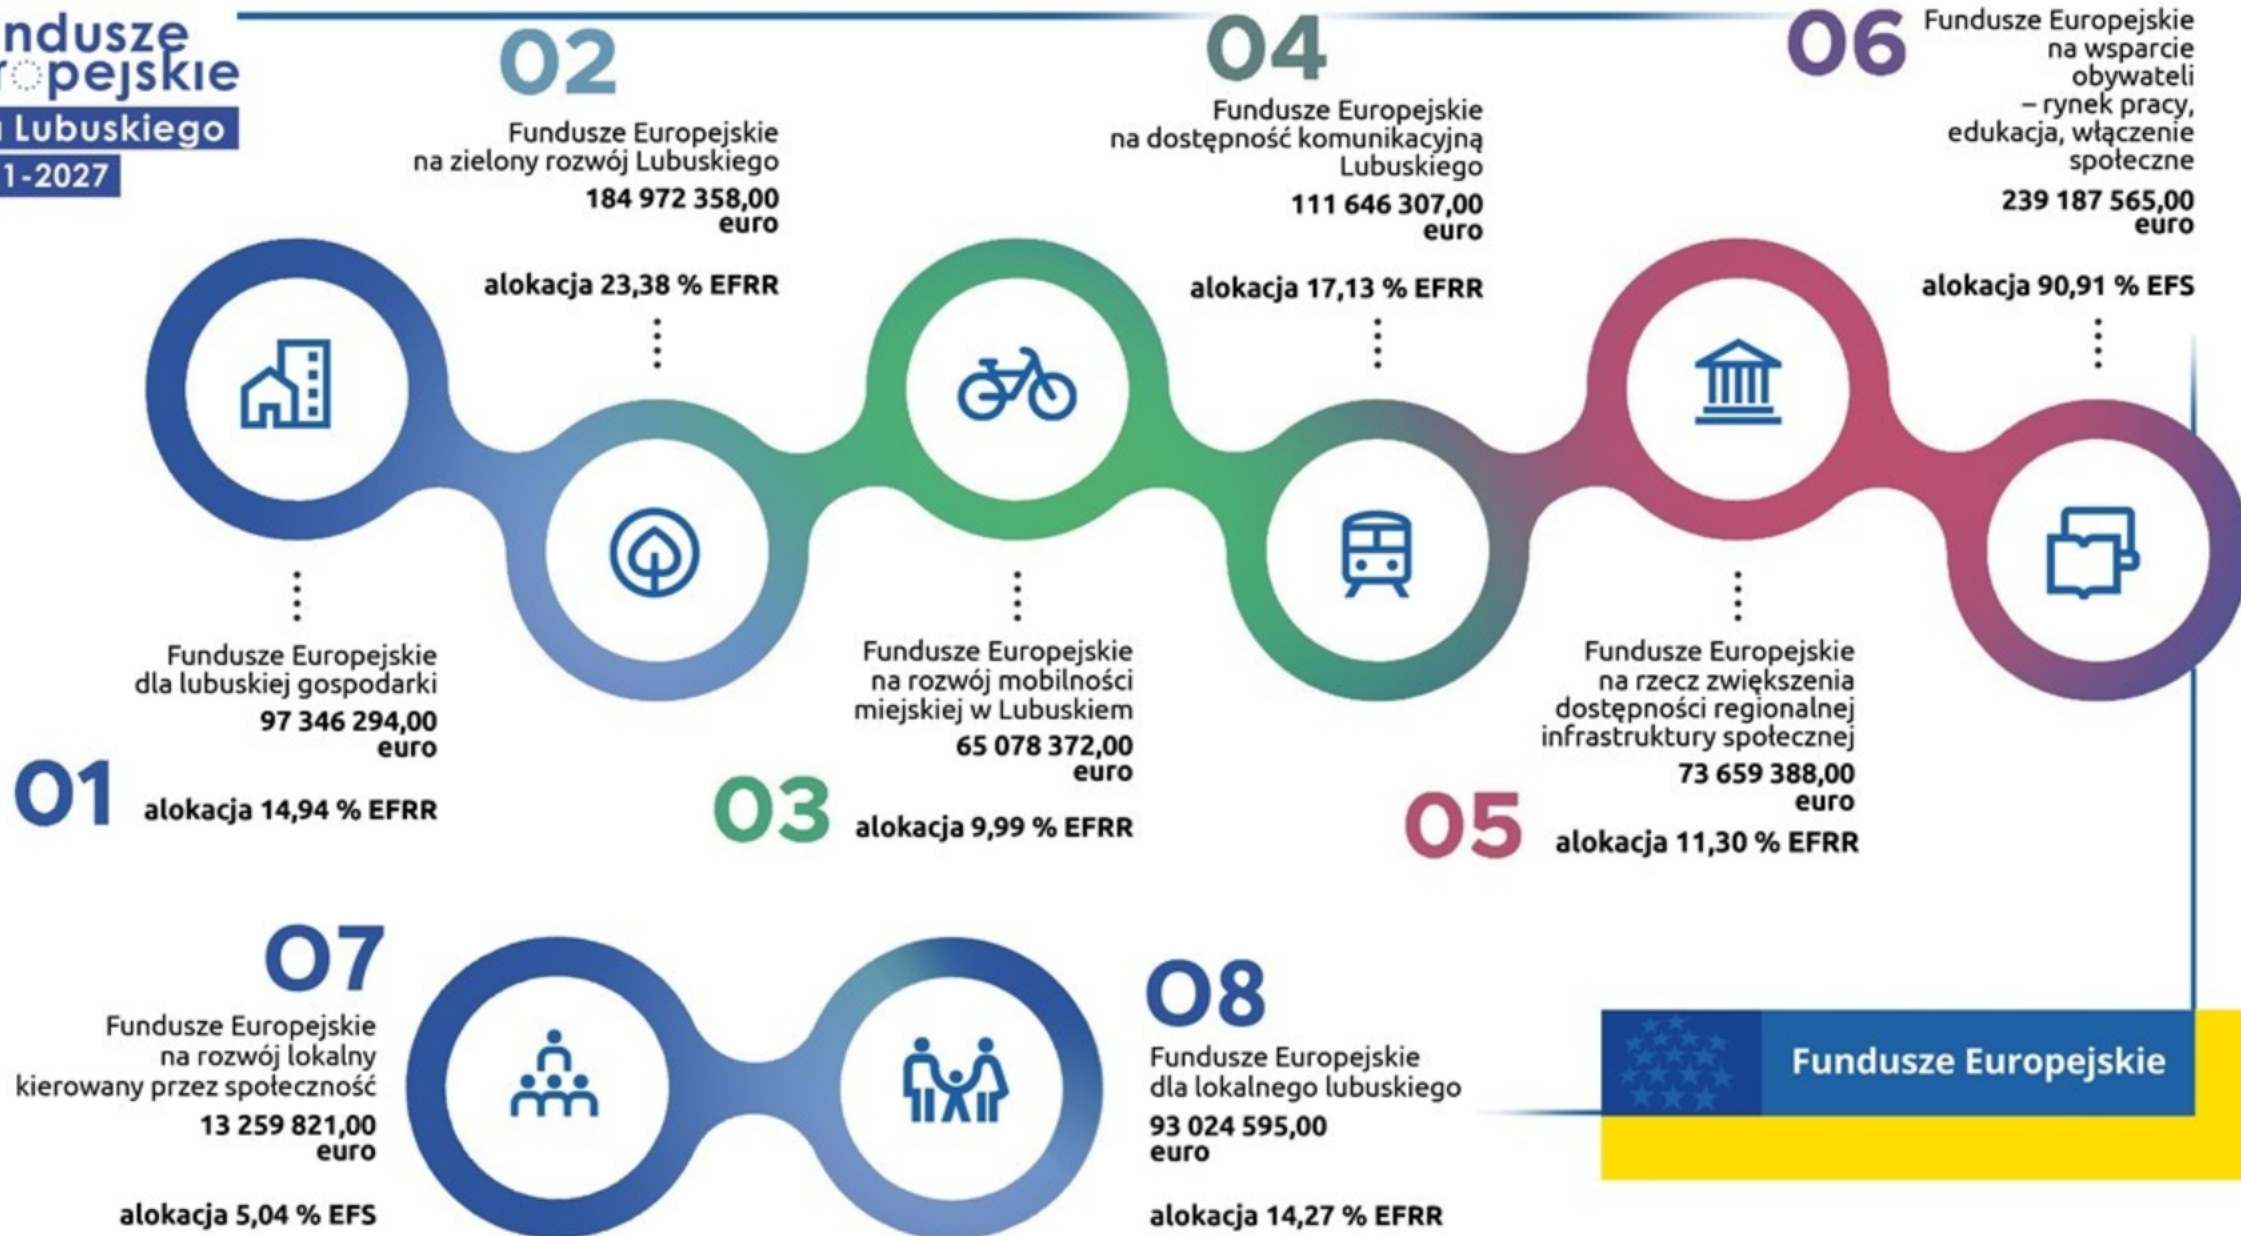 ndusze
pejskie
Lubuskiego
1-2027
02
Fundusze Europejskie
na zielony rozwój Lubuskiego
184 972 358,00
euro
alokacja 23,38 % EFRR
04
Fundusze Europejskie
na dostępność komunikacyjną
Lubuskiego
111 646 307,00
euro
alokacja 17,13 % EFRR
06
Fundusze Europejskie
na wsparcie
obywateli
– rynek pracy,
edukacja, włączenie
społeczne
239 187 565,00
euro
alokacja 90,91 % EFS
Fundusze Europejskie
dla lubuskiej gospodarki
97 346 294,00
euro
01
alokacja 14,94 % EFRR
Fundusze Europejskie
na rozwój mobilności
miejskiej w Lubuskiem
65 078 372,00
euro
03
alokacja 9,99 % EFRR
Fundusze Europejskie
na rzecz zwiększenia
dostępności regionalnej
infrastruktury społecznej
73 659 388,00
euro
05
alokacja 11,30 % EFRR
07
Fundusze Europejskie
na rozwój lokalny
kierowany przez społeczność
13 259 821,00
euro
alokacja 5,04 % EFS
08
Fundusze Europejskie
dla lokalnego lubuskiego
93 024 595,00
euro
alokacja 14,27 % EFRR
Fundusze Europejskie